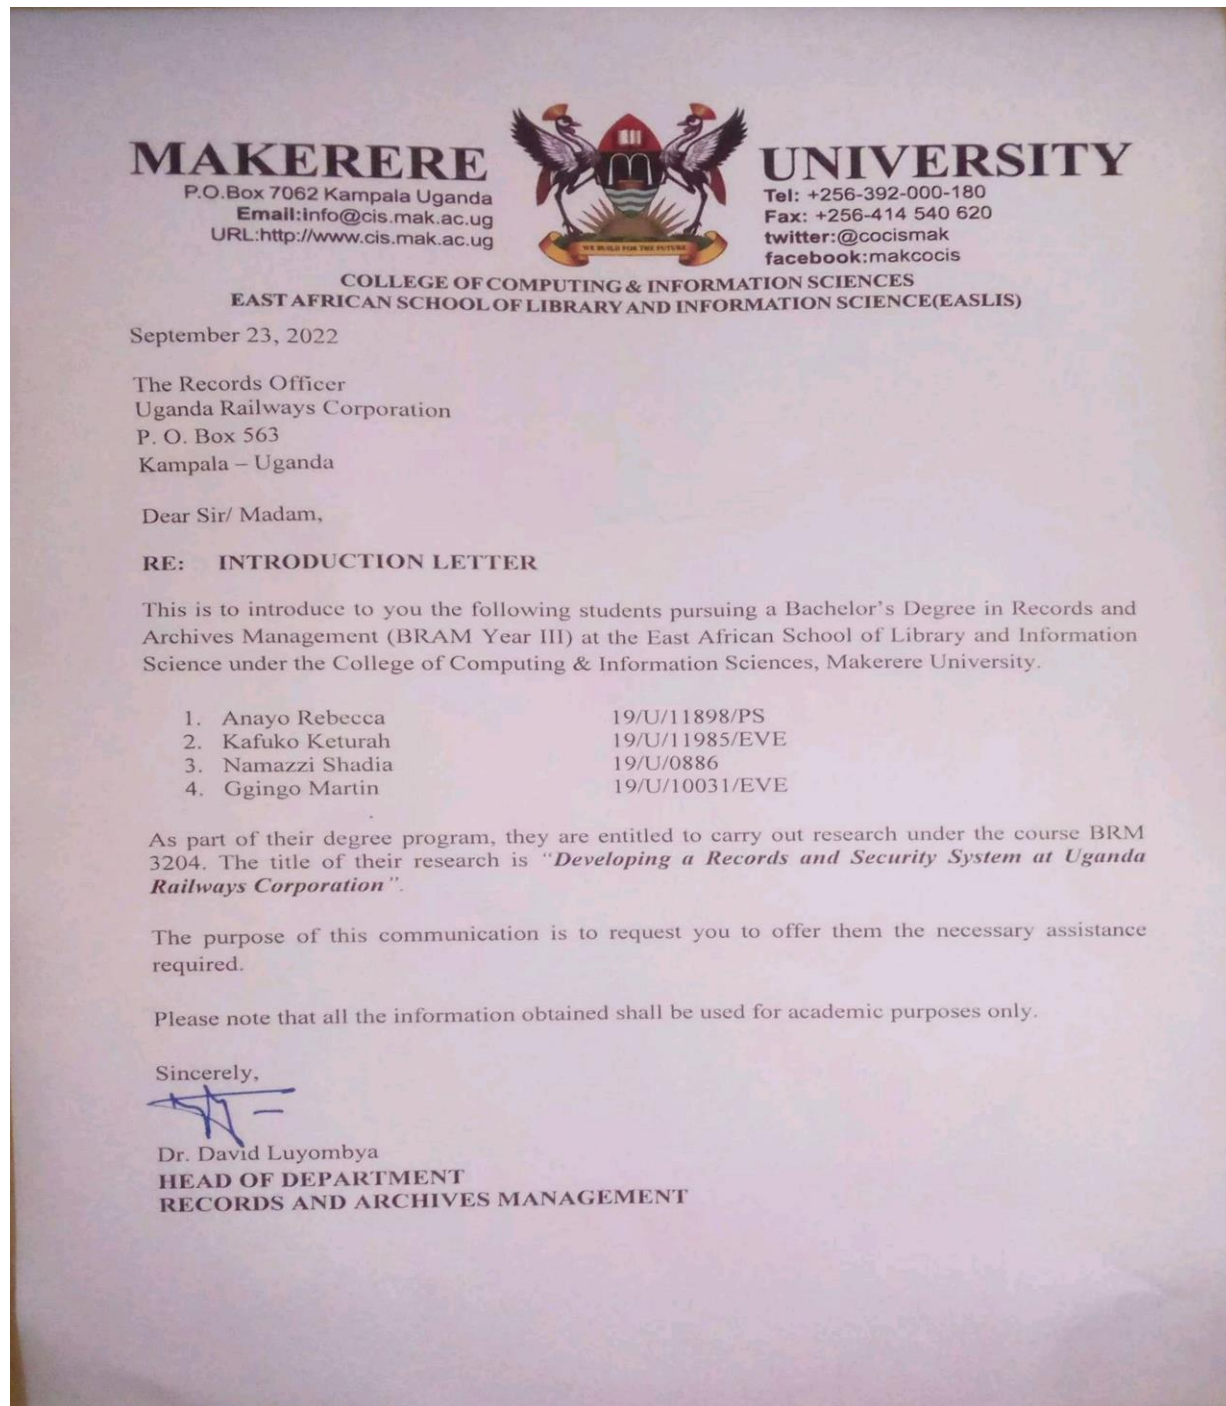 MAKERERE UNIVERSITY
P.O.Box 7062 Kampala Uganda
Email:info@cis.mak.ac.ug
URL:http://www.cis.mak.ac.ug
WE BUILD FOR THE FUTURE
Tel: +256-392-000-180
Fax: +256-414 540 620
twitter:@cocismak
facebook:makcocis
COLLEGE OF COMPUTING & INFORMATION SCIENCES
EAST AFRICAN SCHOOL OF LIBRARY AND INFORMATION SCIENCE(EASLIS)
September 23, 2022
The Records Officer
Uganda Railways Corporation
P. O. Box 563
Kampala – Uganda
Dear Sir/ Madam,
RE: INTRODUCTION LETTER
This is to introduce to you the following students pursuing a Bachelor's Degree in Records and
Archives Management (BRAM Year III) at the East African School of Library and Information
Science under the College of Computing & Information Sciences, Makerere University.
1. Anayo Rebecca 19/U/11898/PS
2. Kafuko Keturah 19/U/11985/EVE
3. Namazzi Shadia 19/U/0886
4. Ggingo Martin 19/U/10031/EVE
As part of their degree program, they are entitled to carry out research under the course BRM
3204. The title of their research is "Developing a Records and Security System at Uganda
Railways Corporation".
The purpose of this communication is to request you to offer them the necessary assistance
required.
Please note that all the information obtained shall be used for academic purposes only.
Sincerely,
Dr. David Luyombya
HEAD OF DEPARTMENT
RECORDS AND ARCHIVES MANAGEMENT